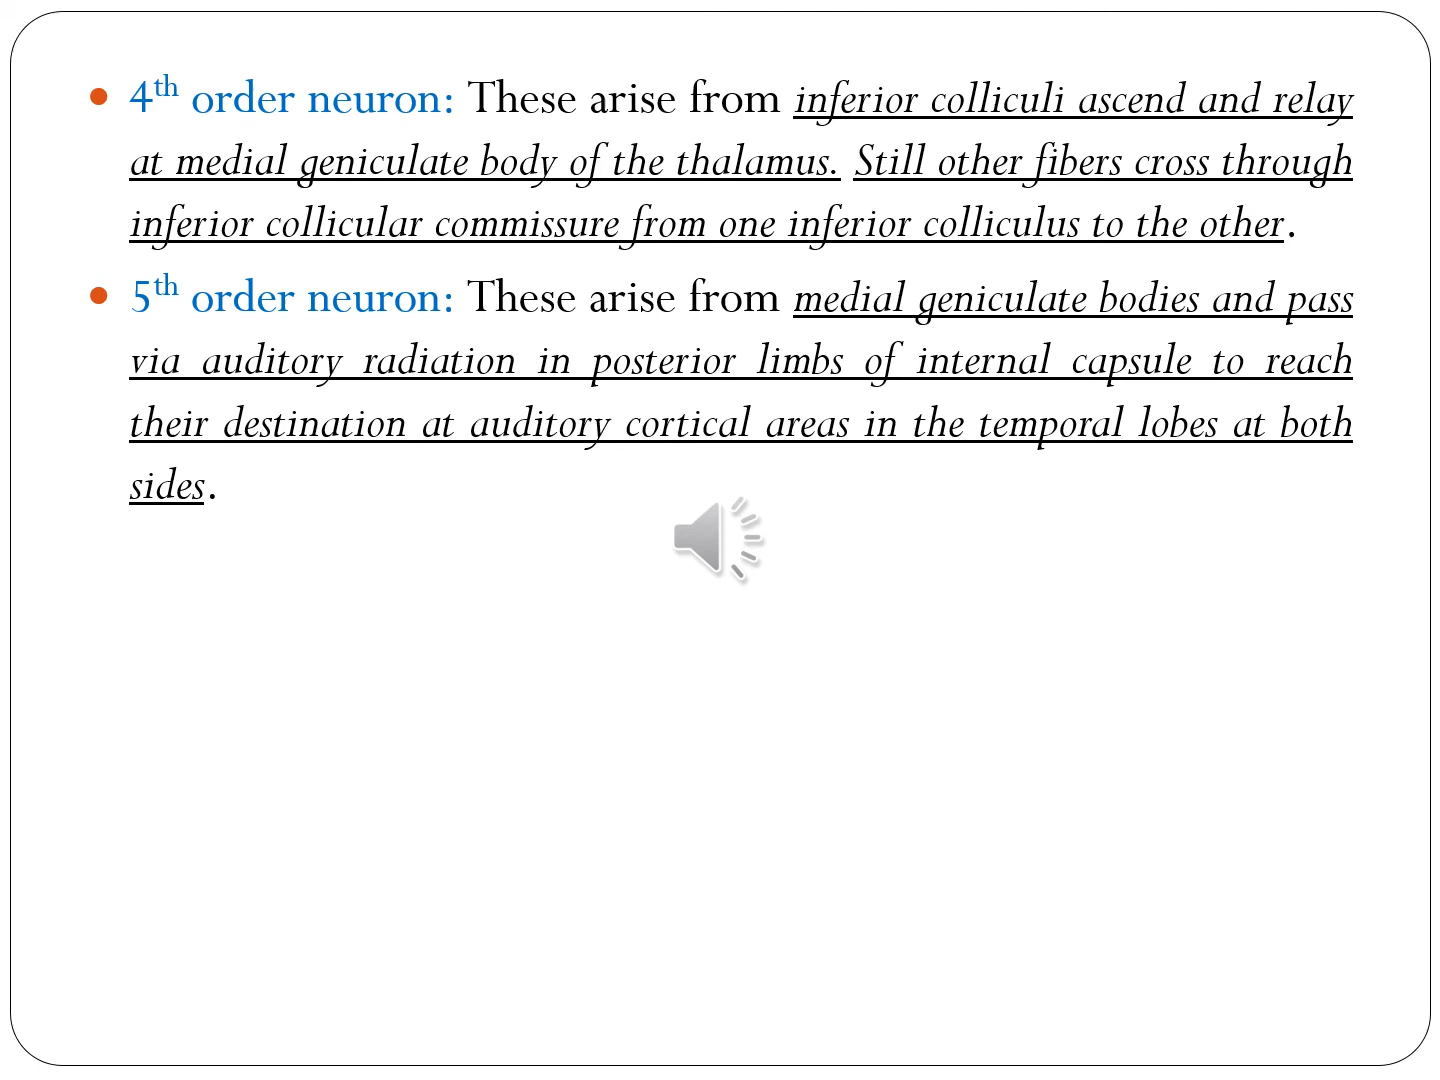 • 4th order neuron: These arise from inferior colliculi ascend and relay
at medial geniculate body of the thalamus. Still other fibers cross through
inferior collicular commissure from one inferior colliculus to the other.
• 5th order neuron: These arise from medial geniculate bodies and pass
via auditory radiation in posterior limbs of internal capsule to reach
their destination at auditory cortical areas in the temporal lobes at both
sides.